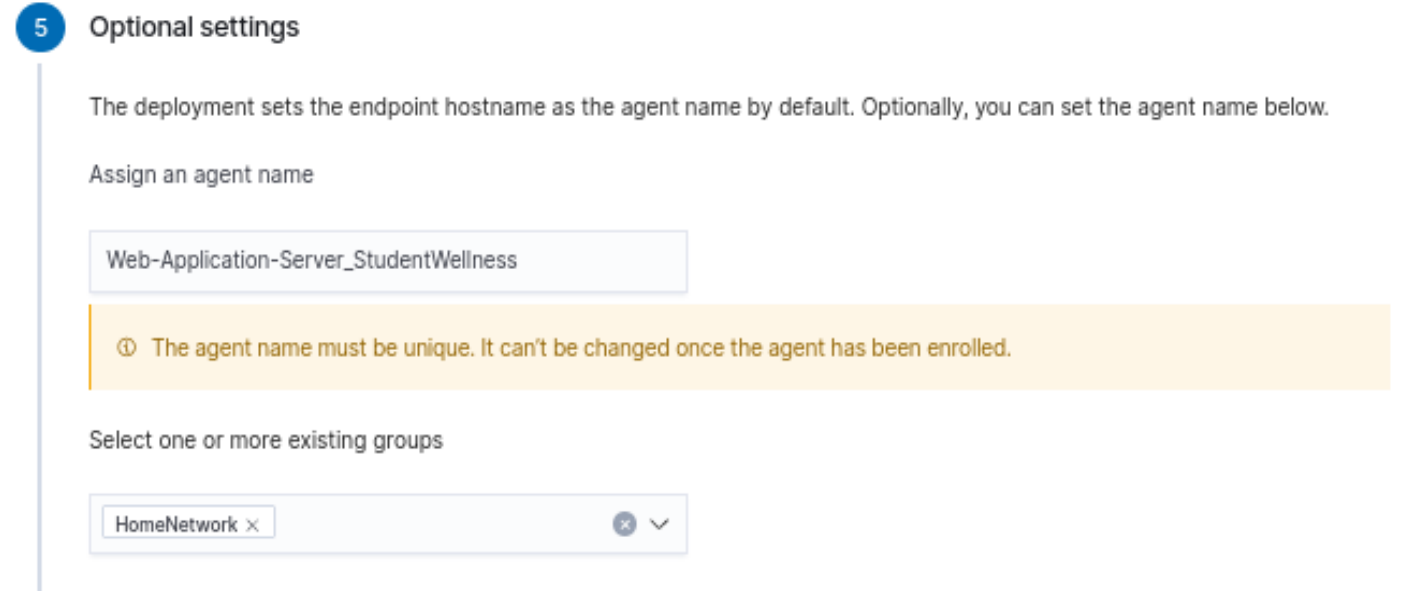 5
Optional settings
The deployment sets the endpoint hostname as the agent name by default. Optionally, you can set the agent name below.
Assign an agent name
Web-Application-Server_StudentWellness
The agent name must be unique. It can't be changed once the agent has been enrolled.
Select one or more existing groups
HomeNetwork